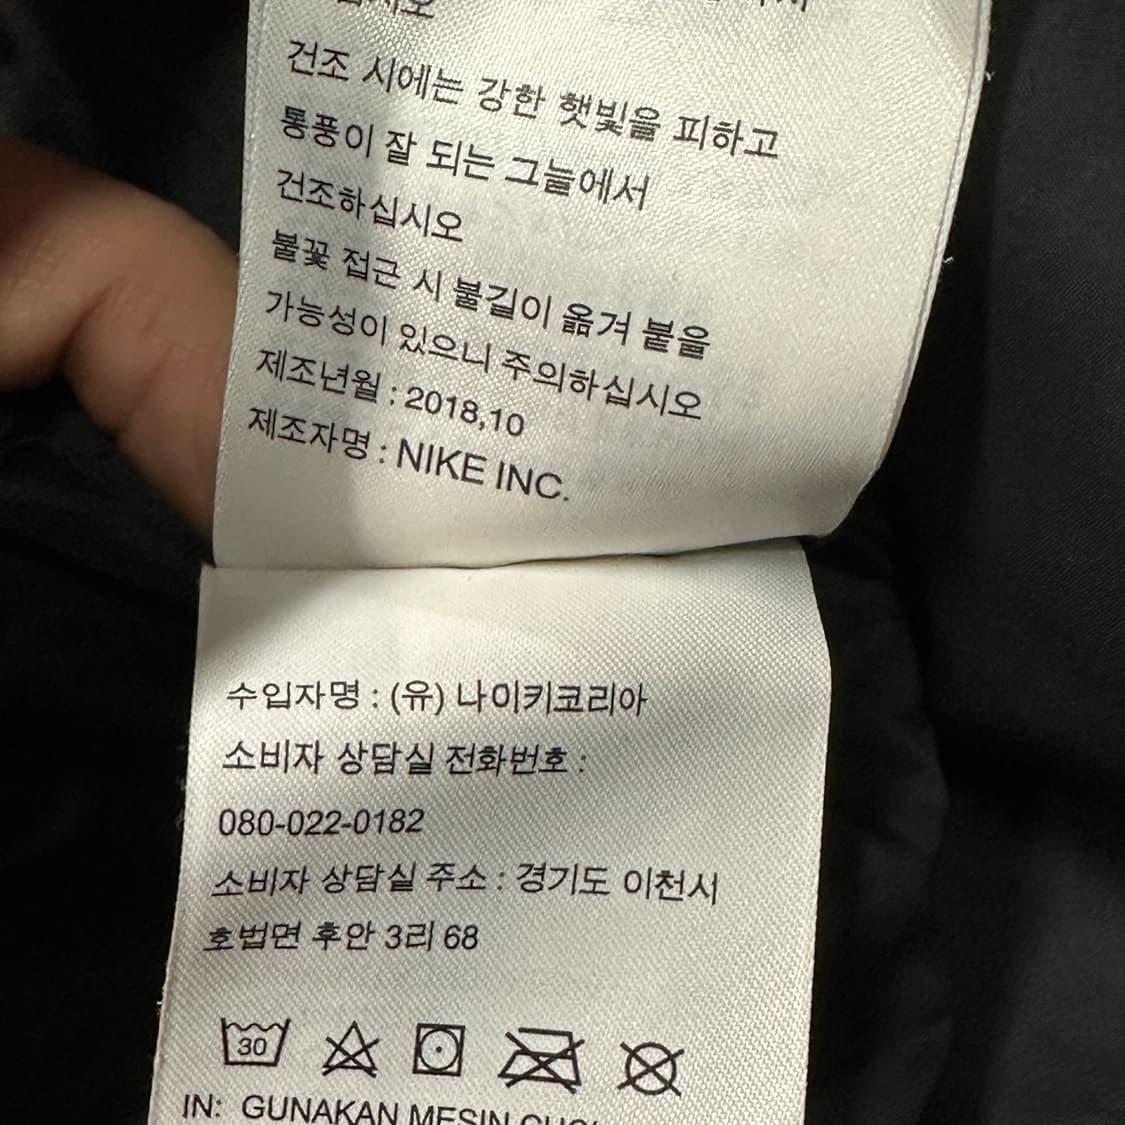 건조 시에는 강한 햇빛을 피하고
통풍이 잘 되는 그늘에서
건조하십시오
불꽃 접근 시 불길이 옮겨 붙을
가능성이 있으니 주의하십시오
제조년월 : 2018,10
제조자명 : NIKE INC.
수입자명 : (유) 나이키코리아
소비자 상담실 전화번호 :
080-022-0182
소비자 상담실 주소 : 경기도 이천시
호법면 후안 3리 68
30
IN: GUNAKAN MESIN